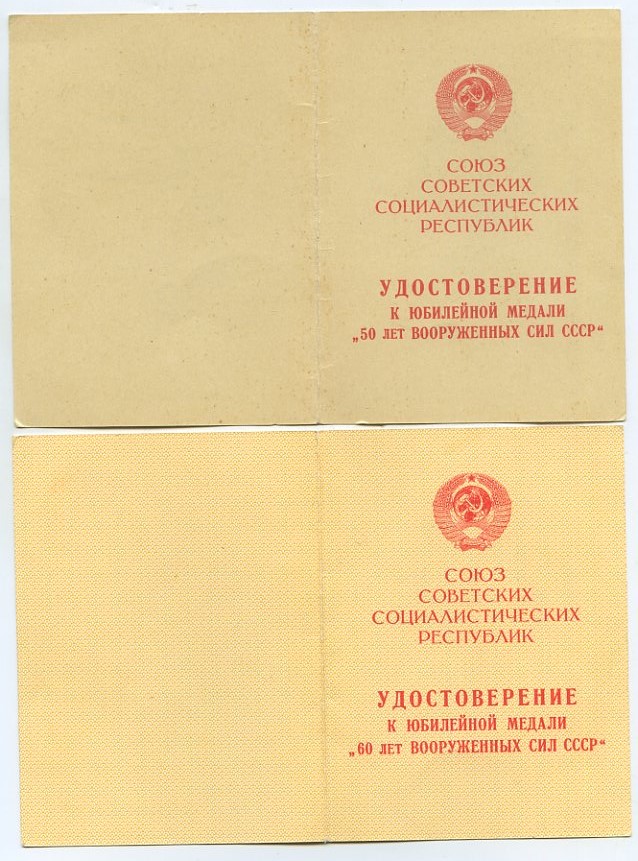 СОЮЗ
СОВЕТСКИХ
СОЦИАЛИСТИЧЕСКИХ
РЕСПУБЛИК
УДОСТОВЕРЕНИЕ
К ЮБИЛЕЙНОЙ МЕДАЛИ
„50 ЛЕТ ВООРУЖЕННЫХ СИЛ СССР“
СОЮЗ
СОВЕТСКИХ
СОЦИАЛИСТИЧЕСКИХ
РЕСПУБЛИК
УДОСТОВЕРЕНИЕ
К ЮБИЛЕЙНОЙ МЕДАЛИ
„60 ЛЕТ ВООРУЖЕННЫХ СИЛ СССР“